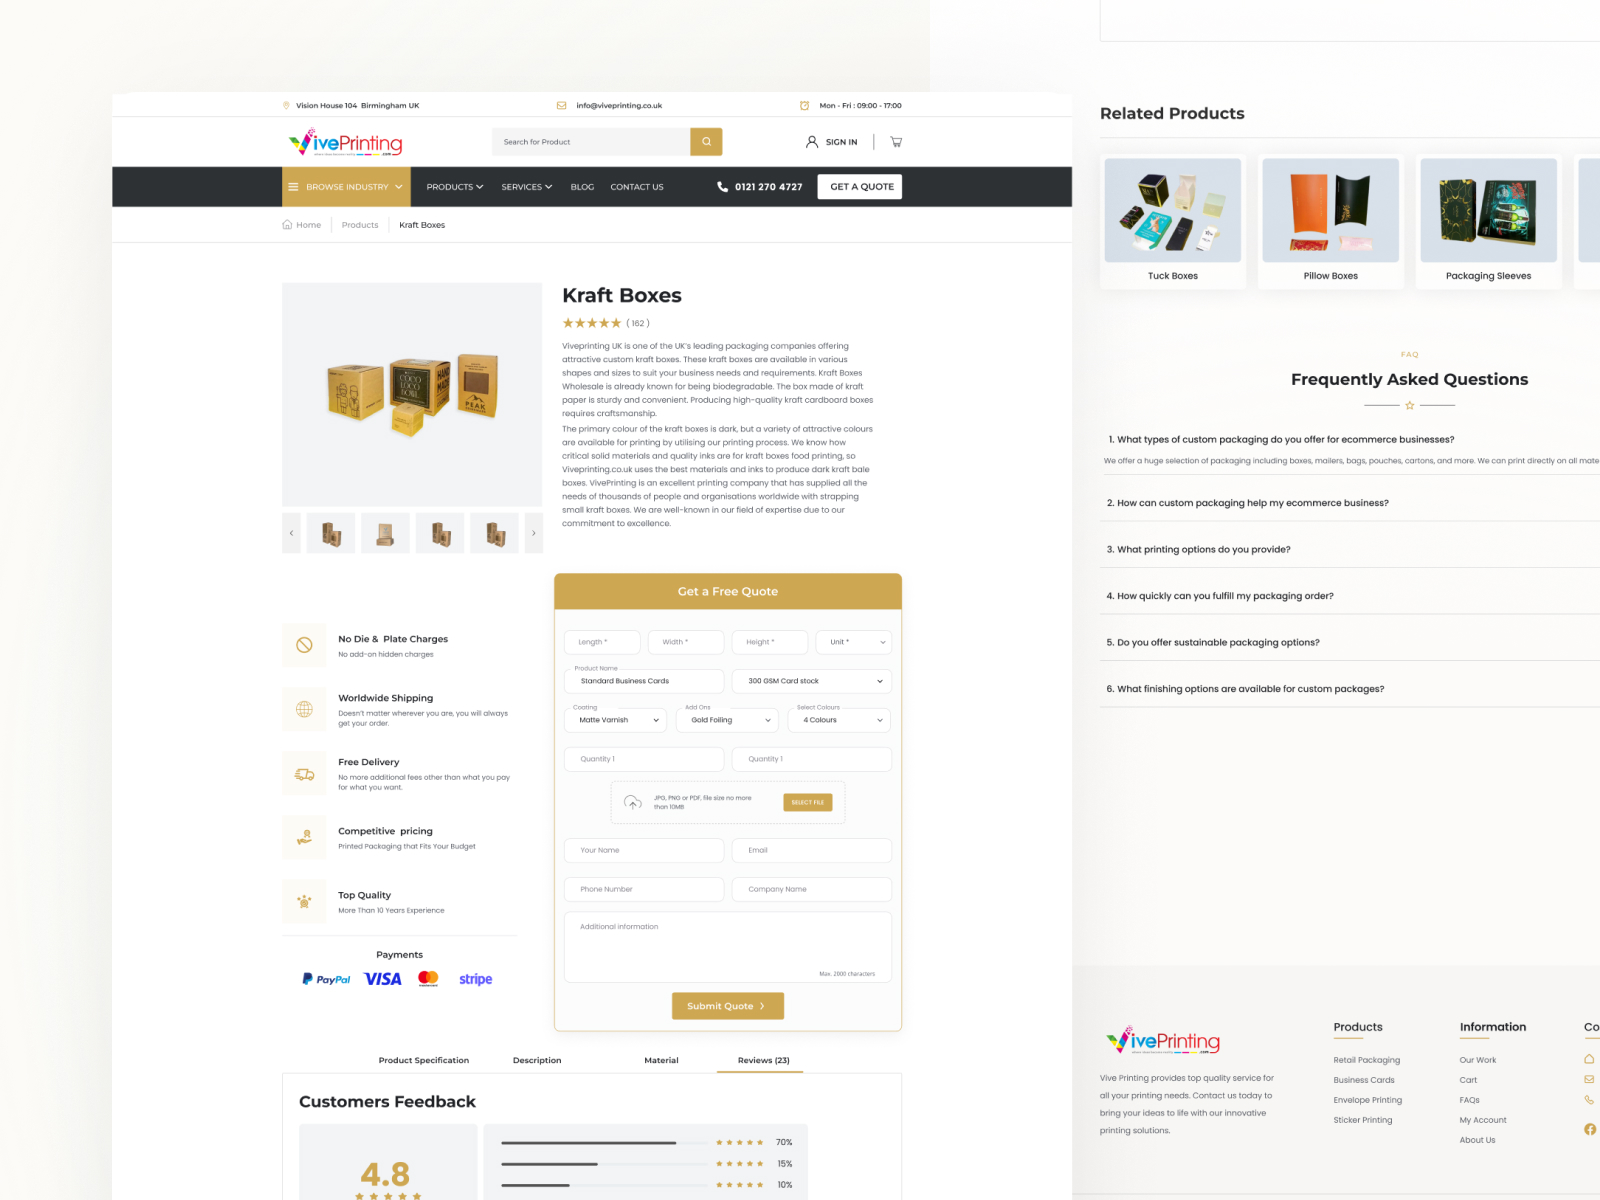 Vision House 104 Birmingham UK
info@viveprinting.co.uk
Mon - Fri : 09:00 - 17:00
ivePrinting
.com
Search for Product
SIGN IN
BROWSE INDUSTRY
PRODUCTS
SERVICES
BLOG
CONTACT US
0121 270 4727
GET A QUOTE
Home
Products
Kraft Boxes
COCO
LOCO
BOWL
HAND
MADE
PEAK
Kraft Boxes
( 162 )
Viveprinting UK is one of the UK's leading packaging companies offering
attractive custom kraft boxes. These kraft boxes are available in various
shapes and sizes to suit your business needs and requirements. Kraft Boxes
Wholesale is already known for being biodegradable. The box made of kraft
paper is sturdy and convenient. Producing high-quality kraft cardboard boxes
requires craftsmanship.
The primary colour of the kraft boxes is dark, but a variety of attractive colours
are available for printing by utilising our printing process. We know how
critical solid materials and quality inks are for kraft boxes food printing, so
Viveprinting.co.uk uses the best materials and inks to produce dark kraft bale
boxes. VivePrinting is an excellent printing company that has supplied all the
needs of thousands of people and organisations worldwide with strapping
small kraft boxes. We are well-known in our field of expertise due to our
commitment to excellence.
No Die & Plate Charges
No add-on hidden charges
Worldwide Shipping
Doesn't matter wherever you are, you will always
get your order.
Free Delivery
No more additional fees other than what you pay
for what you want.
Competitive pricing
Printed Packaging that Fits Your Budget
Top Quality
More Than 10 Years Experience
Payments
PayPal
VISA
stripe
Get a Free Quote
Length *
Width *
Height *
Unit *
Product Name
Standard Business Cards
300 GSM Card stock
Coating
Matte Varnish
Add Ons
Gold Foiling
Select Colours
4 Colours
Quantity 1
Quantity 1
JPG, PNG or PDF, file size no more
than 10MB
SELECT FILE
Your Name
Email
Phone Number
Company Name
Additional information
Max. 2000 characters
Submit Quote
Product Specification
Description
Material
Reviews (23)
Customers Feedback
4.8
70%
15%
10%
Related Products
Tuck Boxes
Pillow Boxes
Packaging Sleeves
FAQ
Frequently Asked Questions
1. What types of custom packaging do you offer for ecommerce businesses?
We offer a huge selection of packaging including boxes, mailers, bags, pouches, cartons, and more. We can print directly on all mate
2. How can custom packaging help my ecommerce business?
3. What printing options do you provide?
4. How quickly can you fulfill my packaging order?
5. Do you offer sustainable packaging options?
6. What finishing options are available for custom packages?
ivePrinting
.com
Vive Printing provides top quality service for
all your printing needs. Contact us today to
bring your ideas to life with our innovative
printing solutions.
Products
Retail Packaging
Business Cards
Envelope Printing
Sticker Printing
Information
Our Work
Cart
FAQs
My Account
About Us
Co